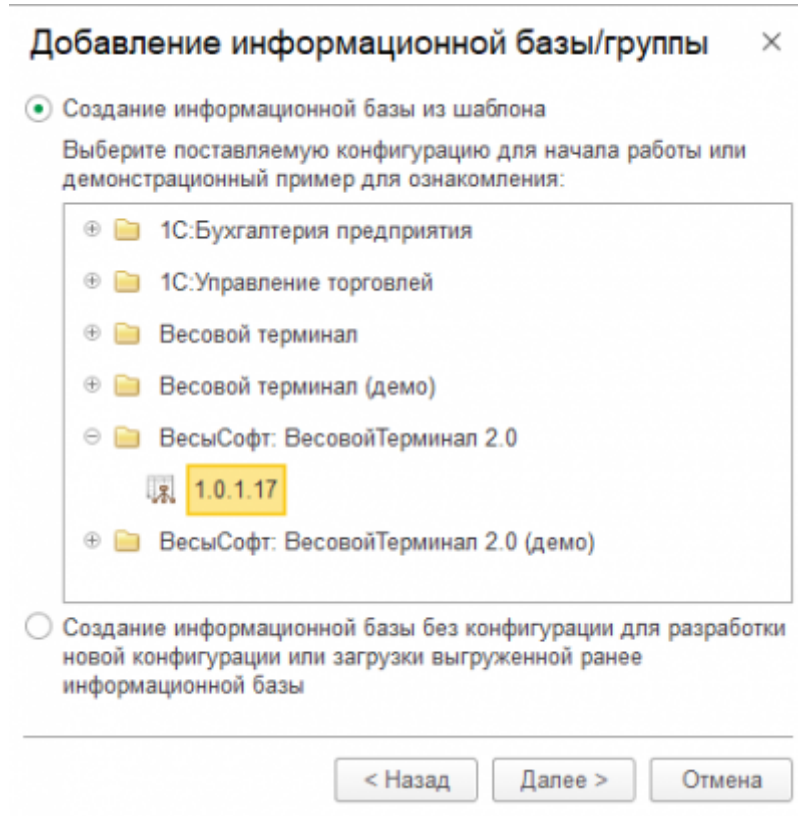 Добавление информационной базы/группы
Создание информационной базы из шаблона
Выберите поставляемую конфигурацию для начала работы или
демонстрационный пример для ознакомления:
1С:Бухгалтерия предприятия
1С:Управление торговлей
Весовой терминал
Весовой терминал (демо)
ВесыСофт: ВесовойТерминал 2.0
1.0.1.17
ВесыСофт: ВесовойТерминал 2.0 (демо)
Создание информационной базы без конфигурации для разработки
новой конфигурации или загрузки выгруженной ранее
информационной базы
< Назад
Далее >
Отмена